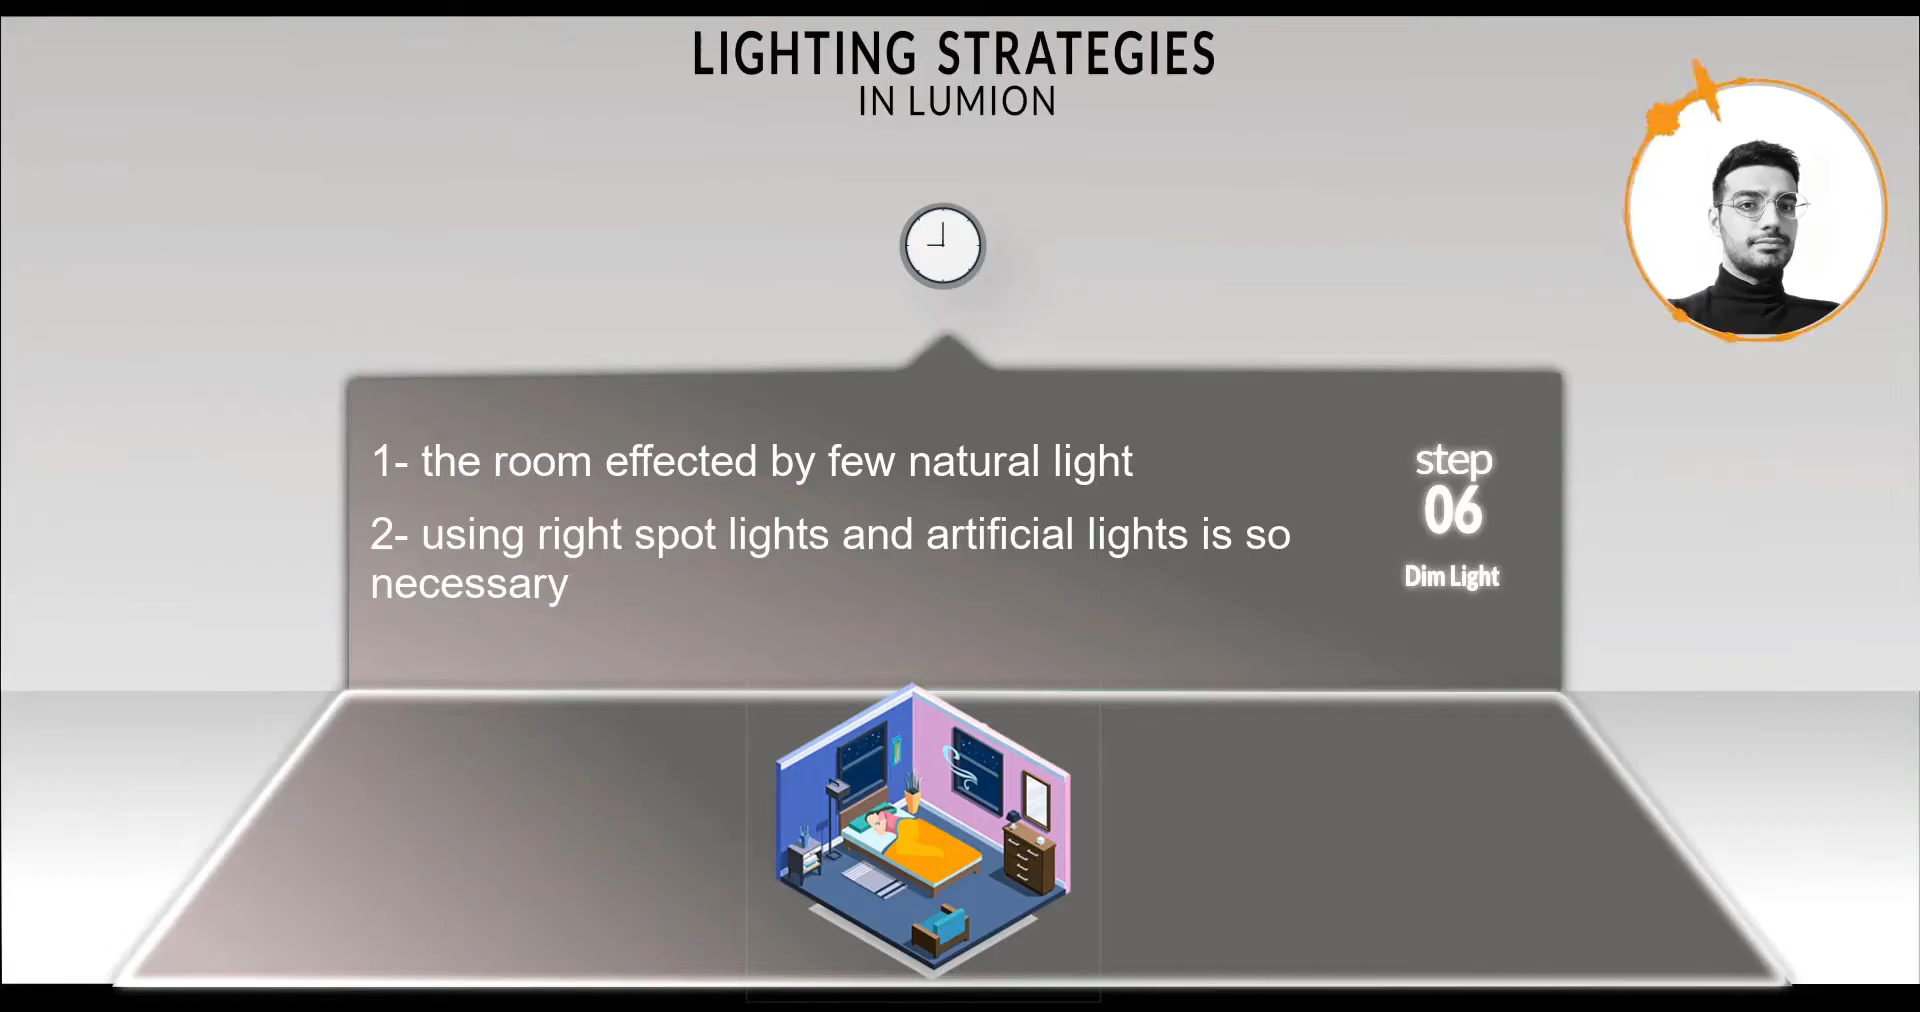 LIGHTING STRATEGIES
IN LUMION
1- the room effected by few natural light
2- using right spot lights and artificial lights is so
necessary
step
06
Dim Light